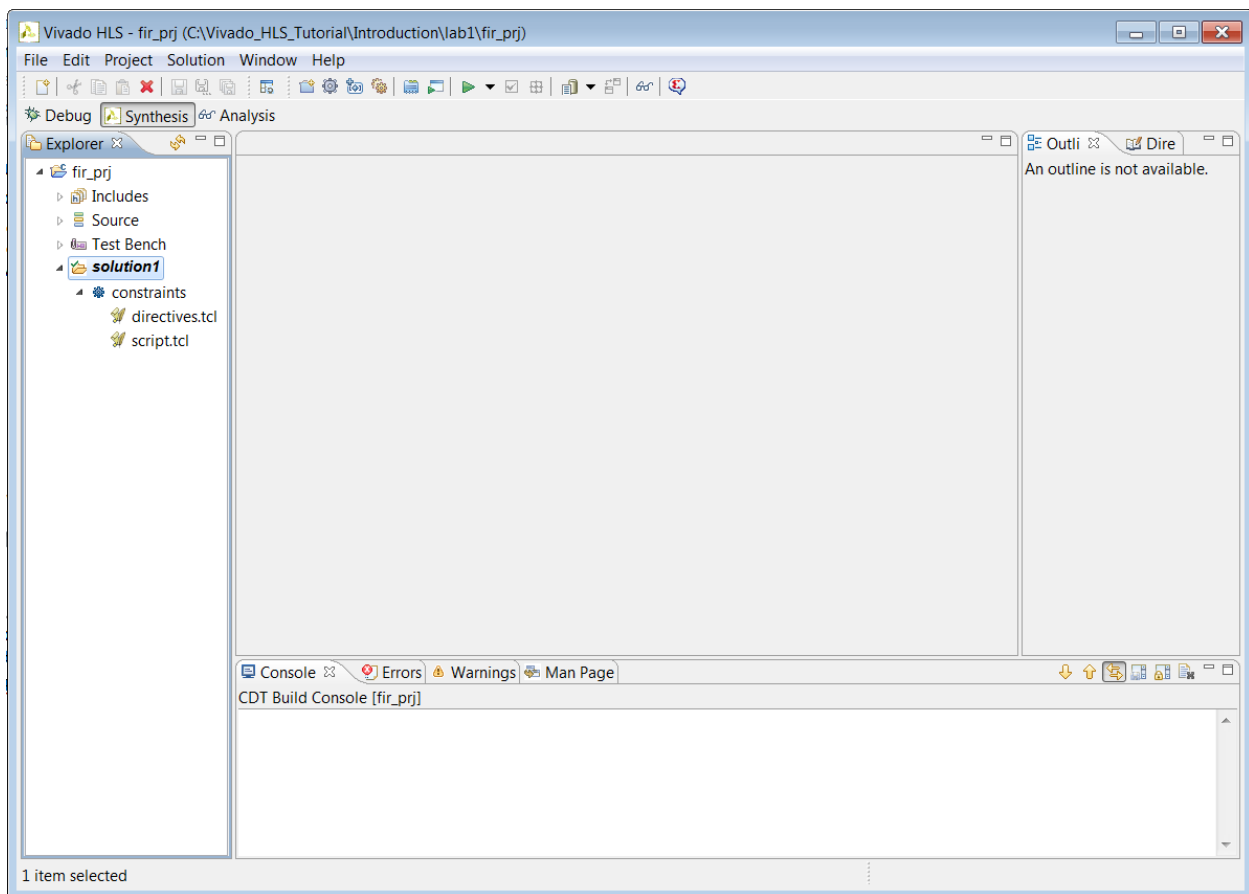 Vivado HLS - fir_prj (C:\Vivado_HLS_Tutorial\Introduction\lab1\fir_prj)
File Edit Project Solution Window Help
Debug Synthesis Analysis
Explorer
fir_prj
Includes
Source
Test Bench
solution1
constraints
directives.tcl
script.tcl
Outli Dire
An outline is not available.
Console Errors Warnings Man Page
CDT Build Console [fir_prj]
1 item selected